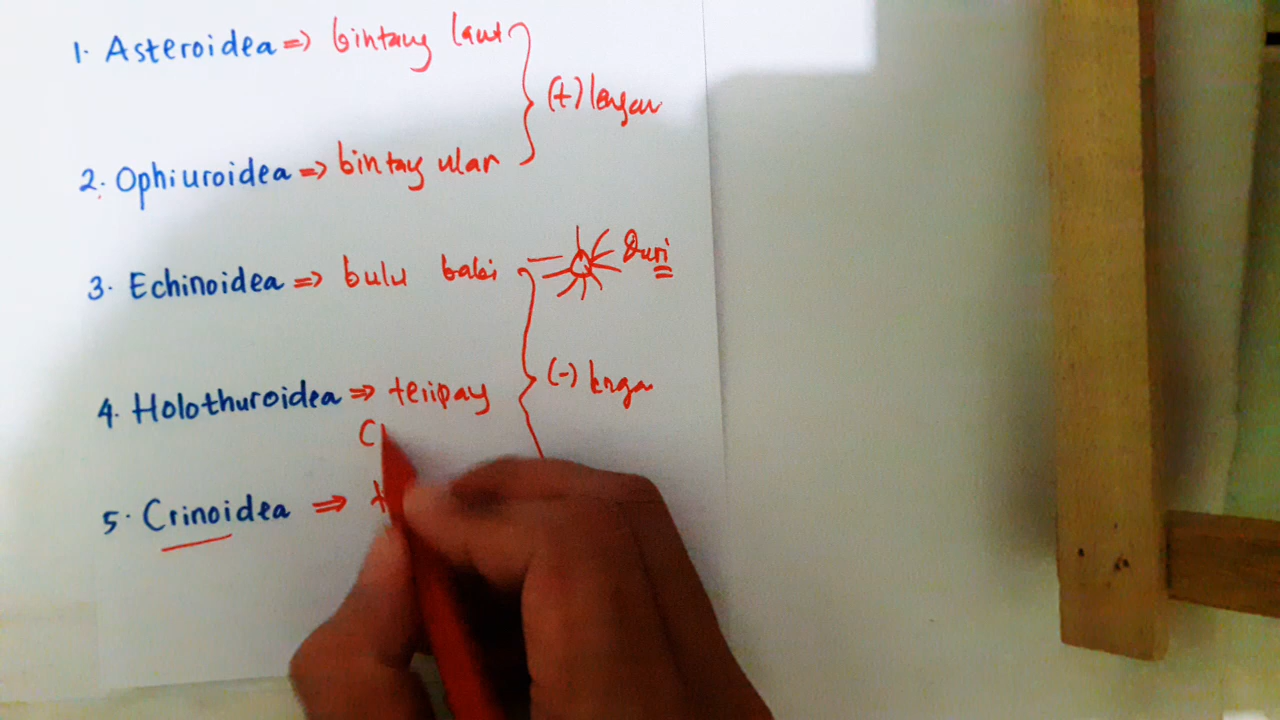 1. Asteroidea => bintang laut
(+) lengan
2. Ophiuroidea => bintang ular
Duri
3. Echinoidea => bulu babi
(-) lengan
4. Holothuroidea => teripang
5. Crinoidea =>